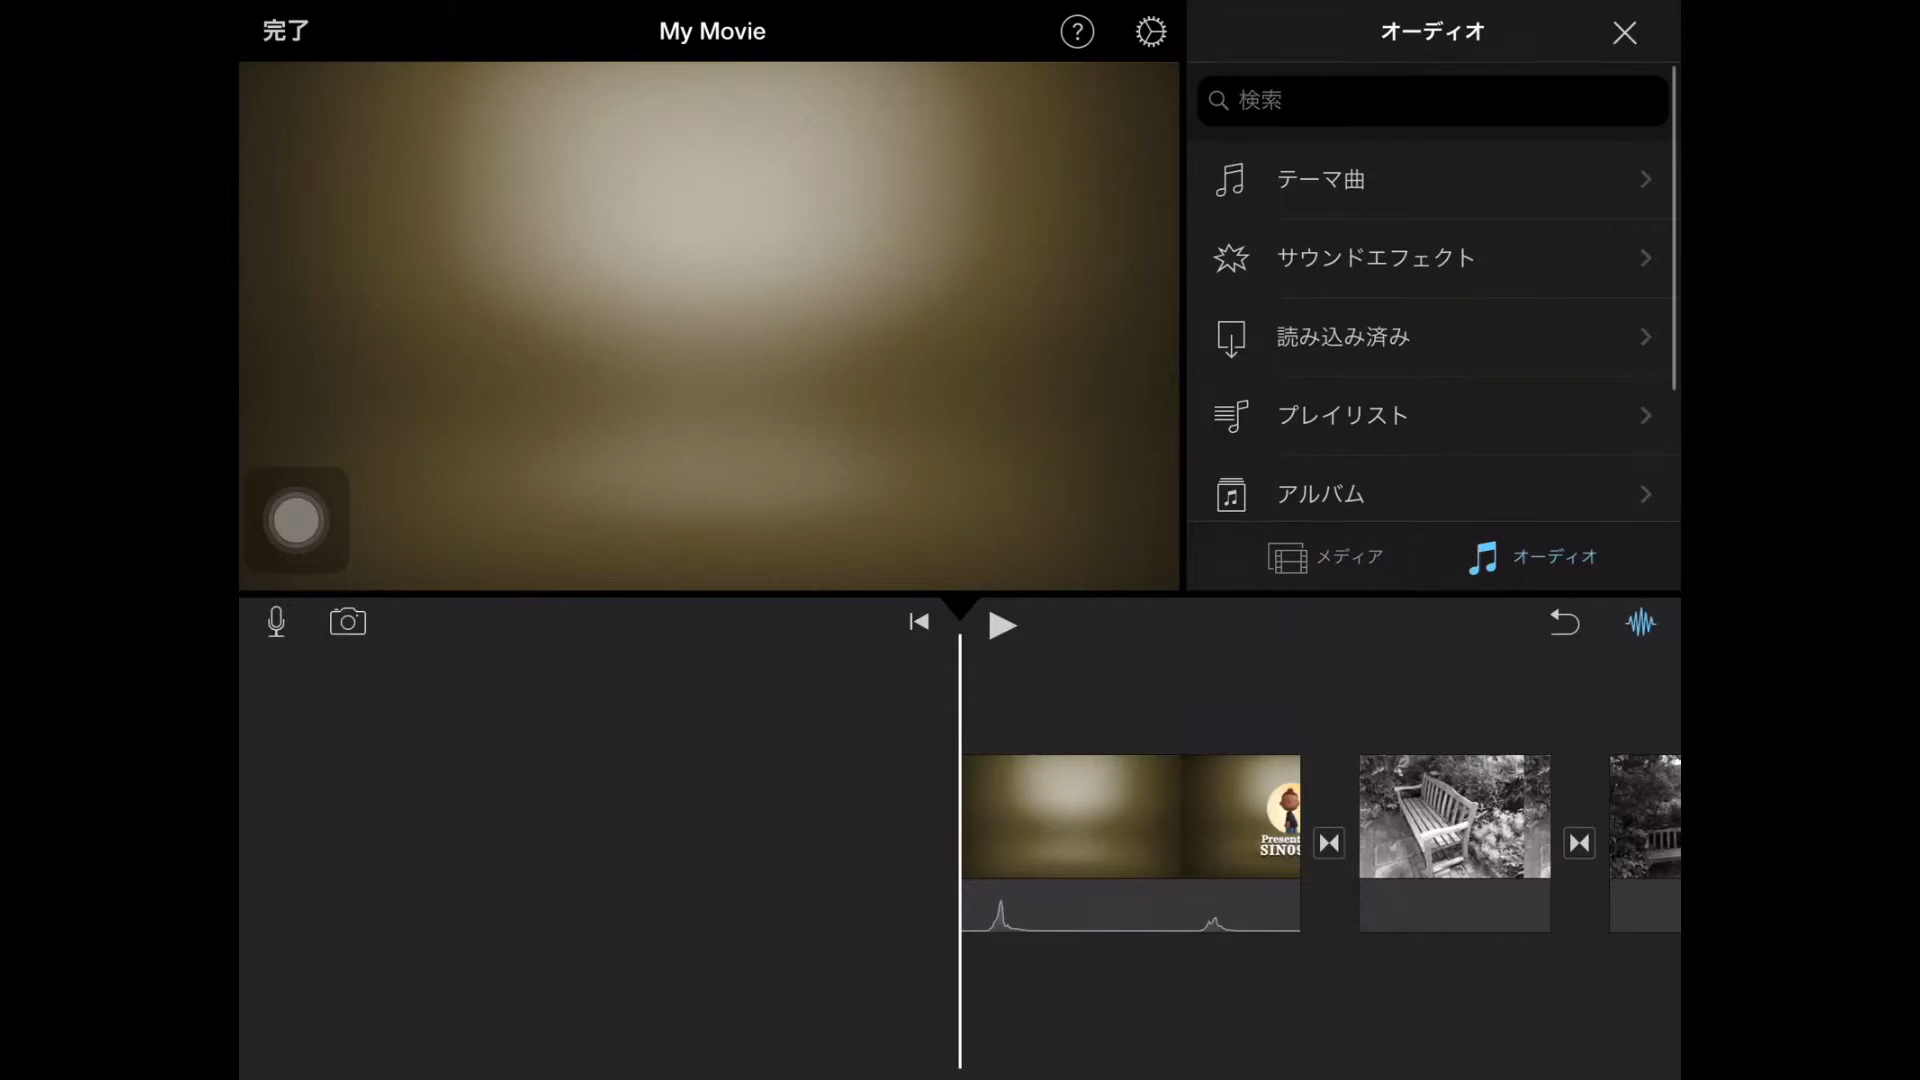 完了
My Movie
?
オーディオ
検索
テーマ曲
サウンドエフェクト
読み込み済み
プレイリスト
アルバム
メディア
オーディオ
Present
SIN09